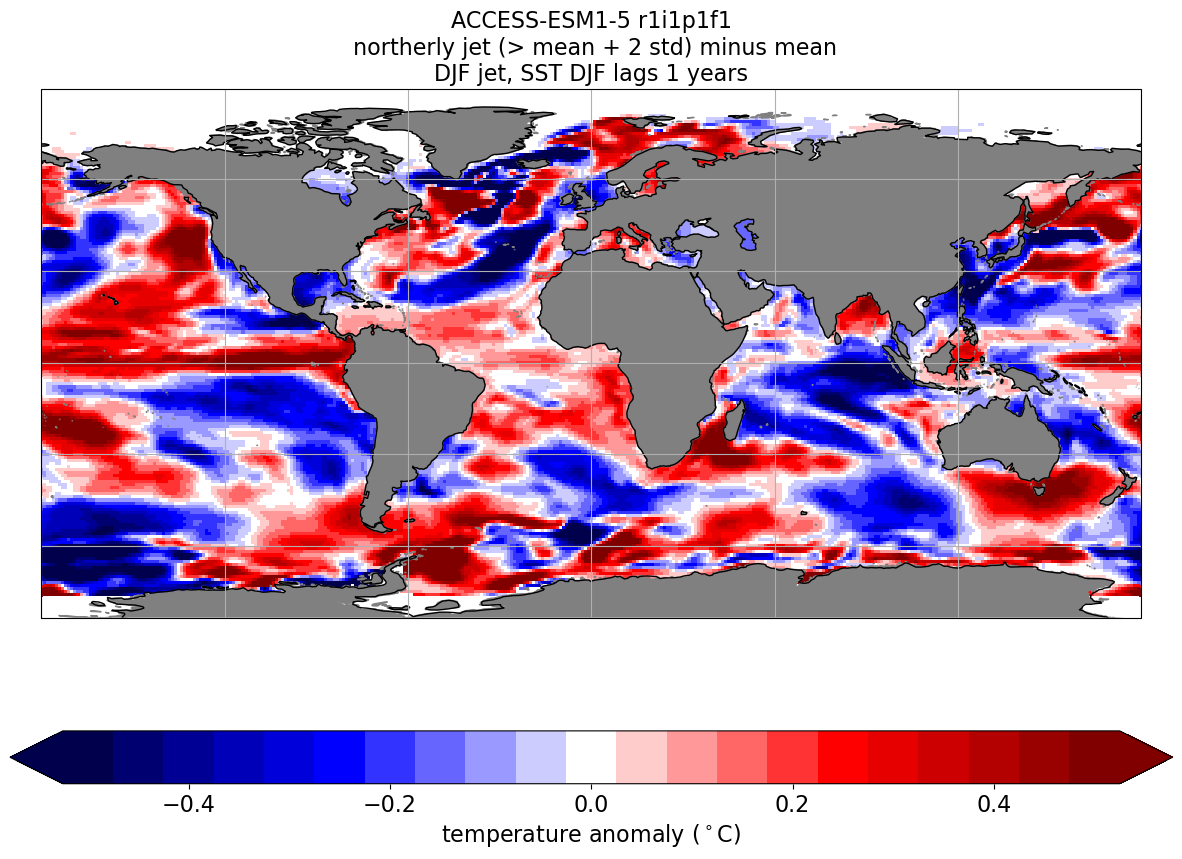 ACCESS-ESM1-5 r1i1p1f1
northerly jet (> mean + 2 std) minus mean
DJF jet, SST DJF lags 1 years
−0.4 −0.2 0.0 0.2 0.4
temperature anomaly (°C)